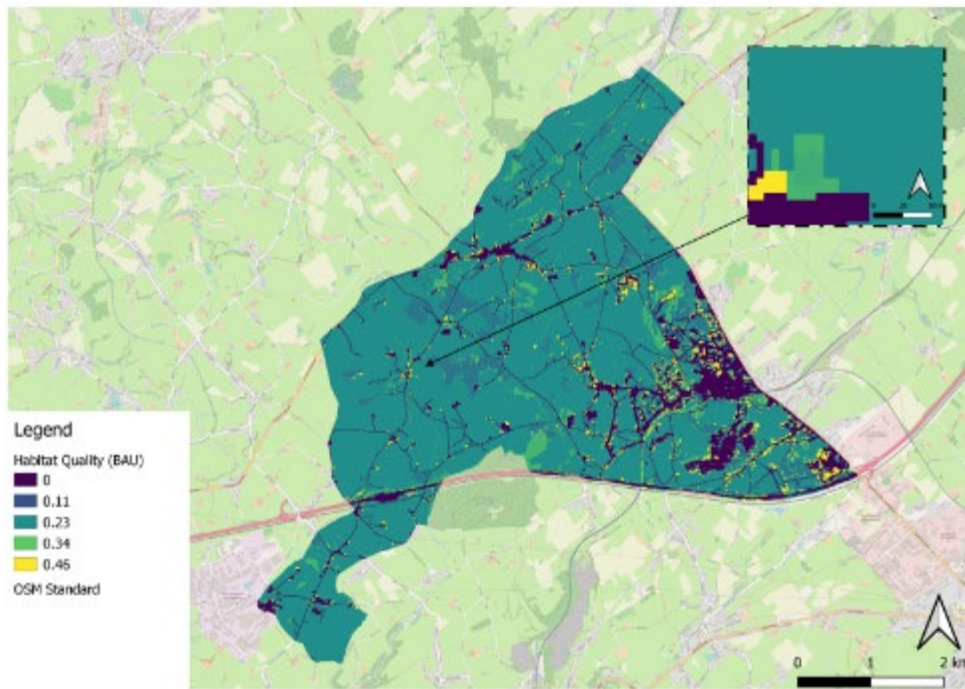 Legend
Habitat Quality (BAU)
0
0.11
0.23
0.34
0.46
OSM Standard
0 1 2 km